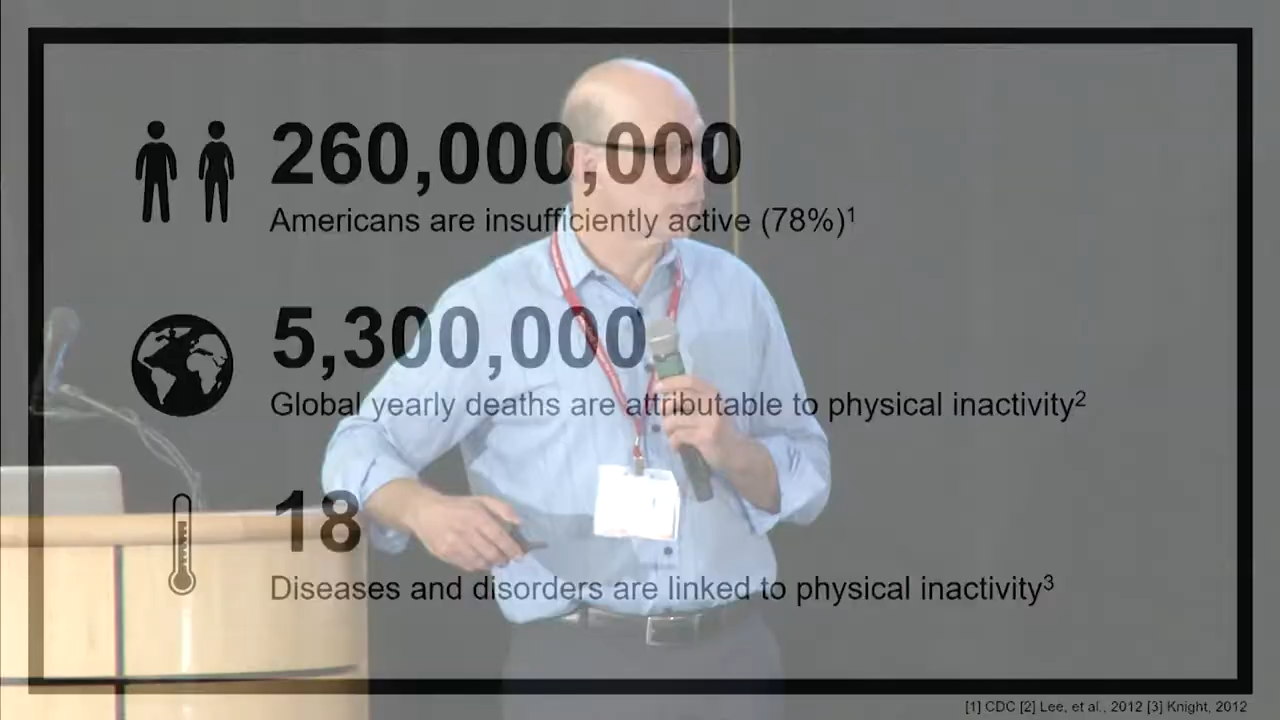 260,000,000
Americans are insufficiently active (78%)¹
5,300,000
Global yearly deaths are attributable to physical inactivity²
18
Diseases and disorders are linked to physical inactivity³
[1] CDC [2] Lee, et al., 2012 [3] Knight, 2012